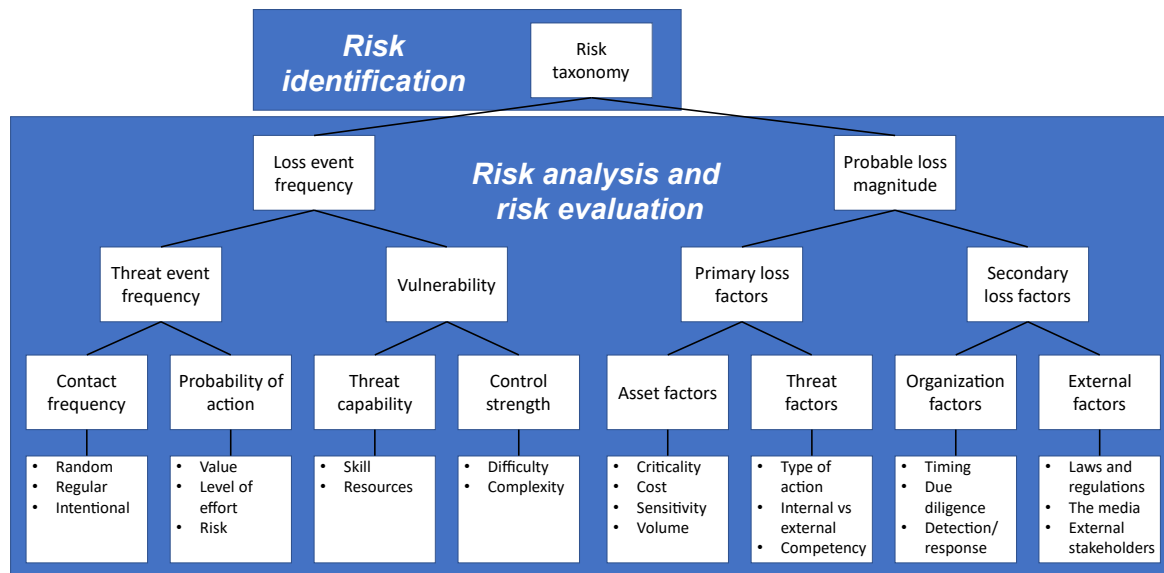 Risk
identification
Risk
taxonomy
Loss event
frequency
Risk analysis and
risk evaluation
Probable loss
magnitude
Threat event
frequency
Vulnerability
Primary loss
factors
Secondary
loss factors
Contact
frequency
Probability of
action
Threat
capability
Control
strength
Asset factors
Threat
factors
Organization
factors
External
factors
• Random
• Regular
• Intentional
• Value
• Level of
effort
• Risk
• Skill
• Resources
• Difficulty
• Complexity
• Criticality
• Cost
• Sensitivity
• Volume
• Type of
action
• Internal vs
external
• Competency
• Timing
• Due
diligence
• Detection/
response
• Laws and
regulations
• The media
• External
stakeholders